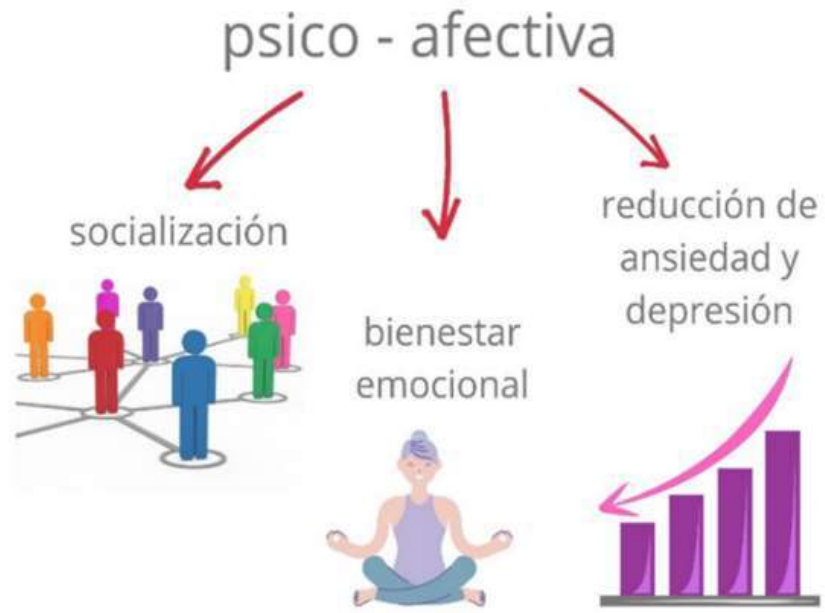 psico - afectiva
socialización
bienestar
emocional
reducción de
ansiedad y
depresión